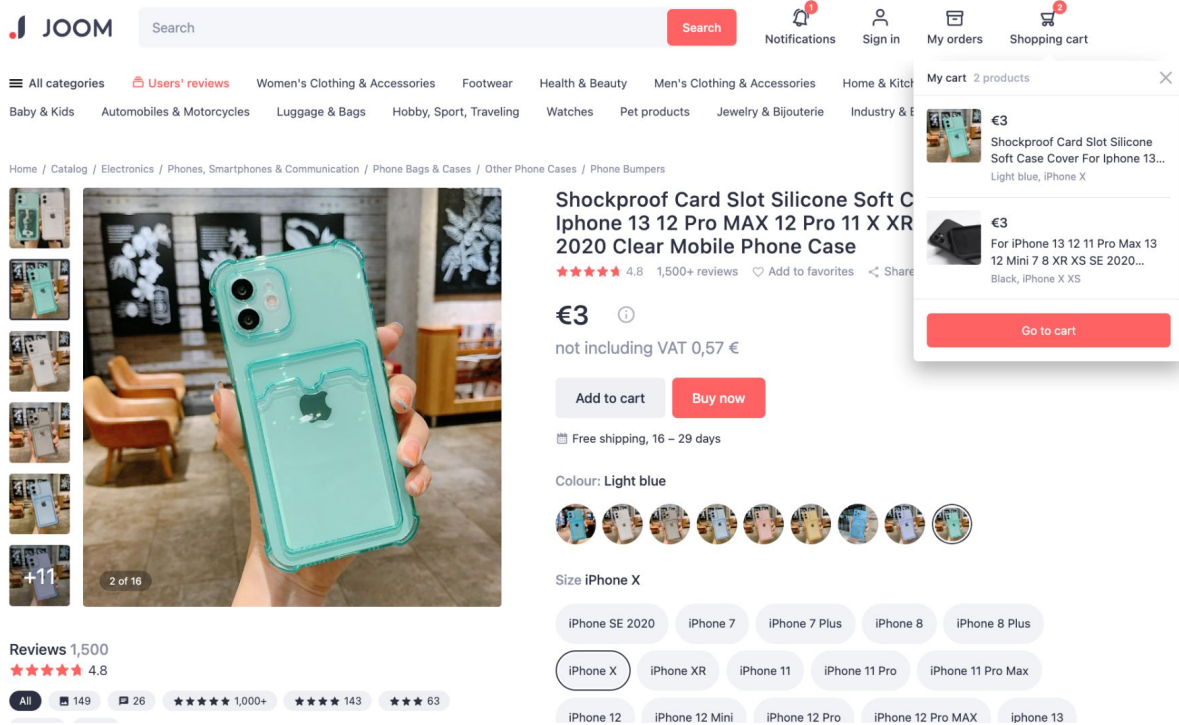 JOOM
Search
Search
1
Notifications
Sign in
My orders
2
Shopping cart
All categories
Users' reviews
Women's Clothing & Accessories
Footwear
Health & Beauty
Men's Clothing & Accessories
Home & Kitch
Baby & Kids
Automobiles & Motorcycles
Luggage & Bags
Hobby, Sport, Traveling
Watches
Pet products
Jewelry & Bijouterie
Industry &
My cart 2 products
€3
Shockproof Card Slot Silicone
Soft Case Cover For Iphone 13...
Light blue, iPhone X
€3
For iPhone 13 12 11 Pro Max 13
12 Mini 7 8 XR XS SE 2020...
Black, iPhone X XS
Go to cart
Home / Catalog / Electronics / Phones, Smartphones & Communication / Phone Bags & Cases / Other Phone Cases / Phone Bumpers
+11
2 of 16
Shockproof Card Slot Silicone Soft C
Iphone 13 12 Pro MAX 12 Pro 11 X XR
2020 Clear Mobile Phone Case
4.8 1,500+ reviews Add to favorites Share
€3
not including VAT 0,57 €
Add to cart
Buy now
Free shipping, 16 – 29 days
Colour: Light blue
Size iPhone X
iPhone SE 2020
iPhone 7
iPhone 7 Plus
iPhone 8
iPhone 8 Plus
iPhone X
iPhone XR
iPhone 11
iPhone 11 Pro
iPhone 11 Pro Max
iPhone 12
iPhone 12 Mini
iPhone 12 Pro
iPhone 12 Pro MAX
iphone 13
Reviews 1,500
4.8
All
149
26
★★★★★ 1,000+
★★★★ 143
★★★ 63